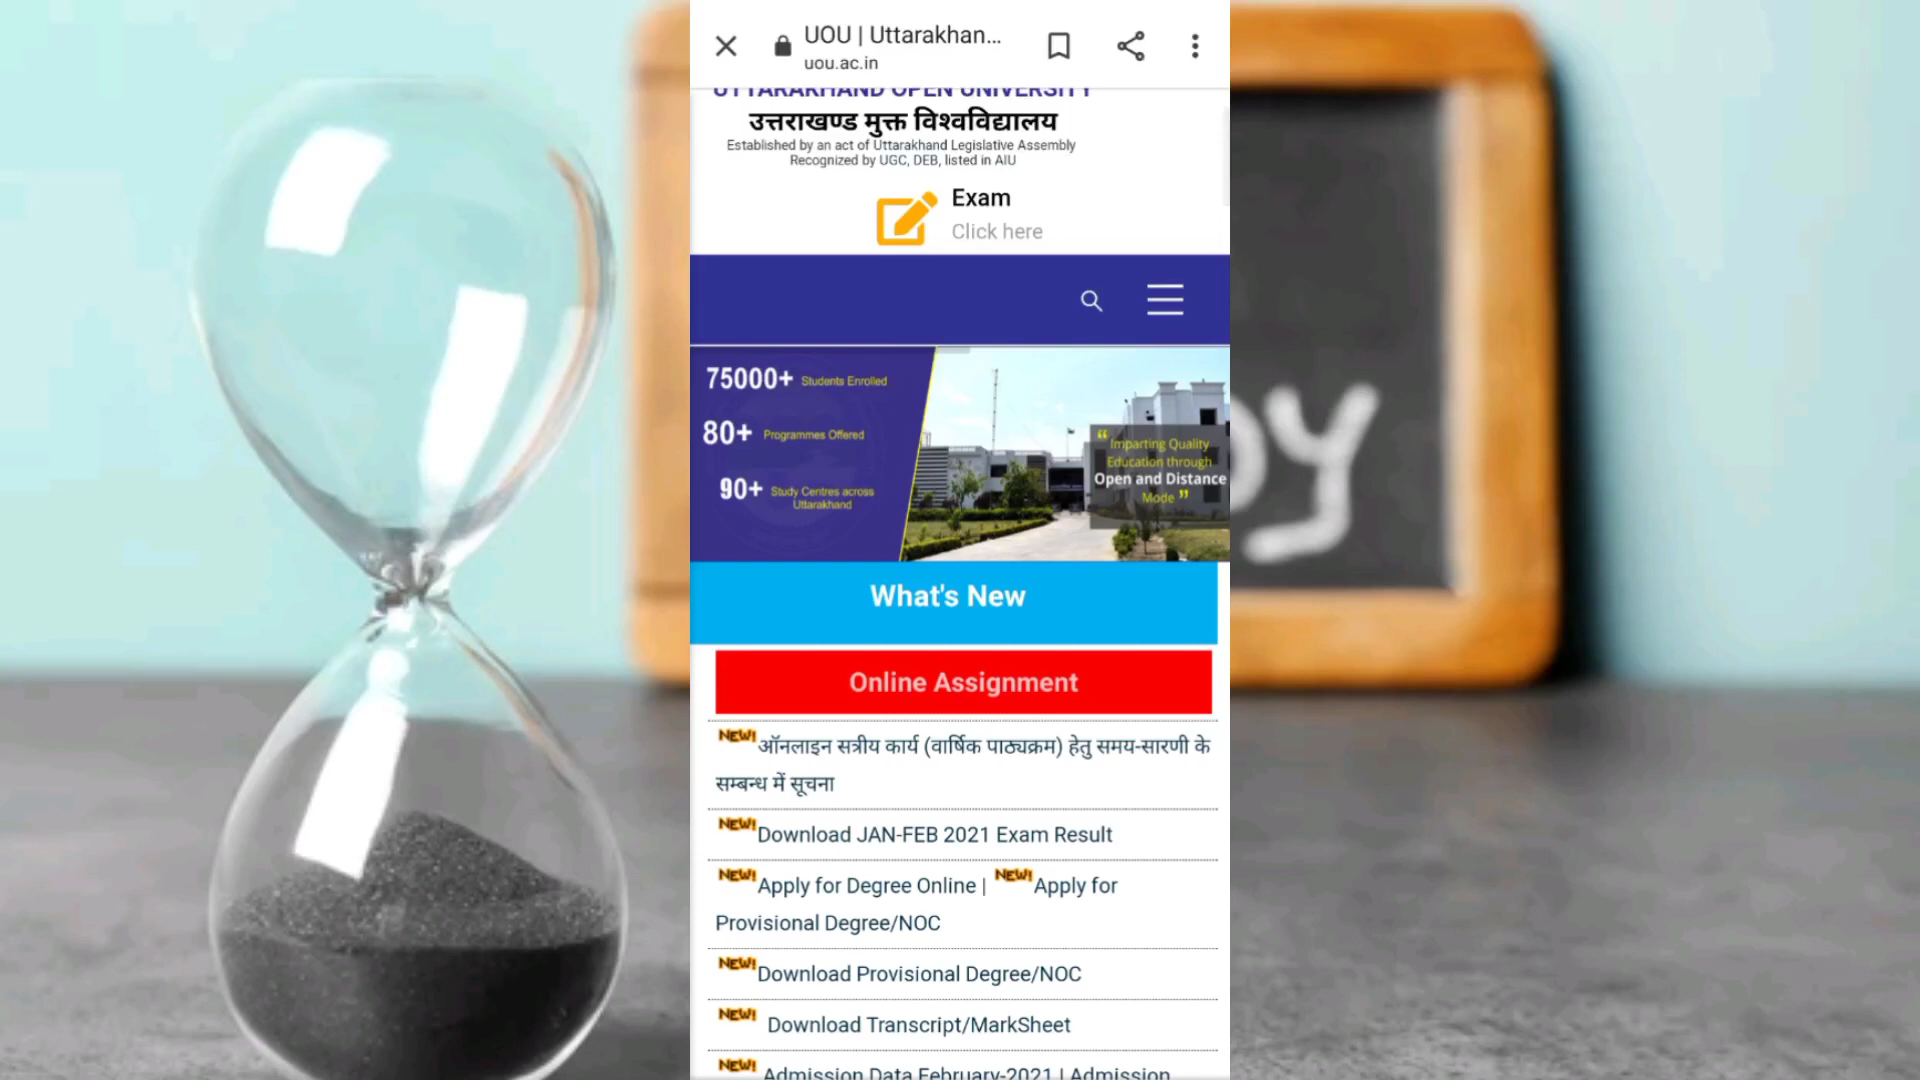 UOU | Uttarakhan...
uou.ac.in
UTTARAKHAND OPEN UNIVERSITY
उत्तराखण्ड मुक्त विश्वविद्यालय
Established by an act of Uttarakhand Legislative Assembly
Recognized by UGC, DEB, listed in AIU
Exam
Click here
75000+ Students Enrolled
80+ Programmes Offered
90+ Study Centres across
Uttarakhand
“ Imparting Quality
Education through
Open and Distance
Mode ”
What's New
Online Assignment
NEW! ऑनलाइन सत्रीय कार्य (वार्षिक पाठ्यक्रम) हेतु समय-सारणी के
सम्बन्ध में सूचना
NEW! Download JAN-FEB 2021 Exam Result
NEW! Apply for Degree Online | NEW! Apply for
Provisional Degree/NOC
NEW! Download Provisional Degree/NOC
NEW! Download Transcript/MarkSheet
NEW! Admission Data February-2021 | Admission